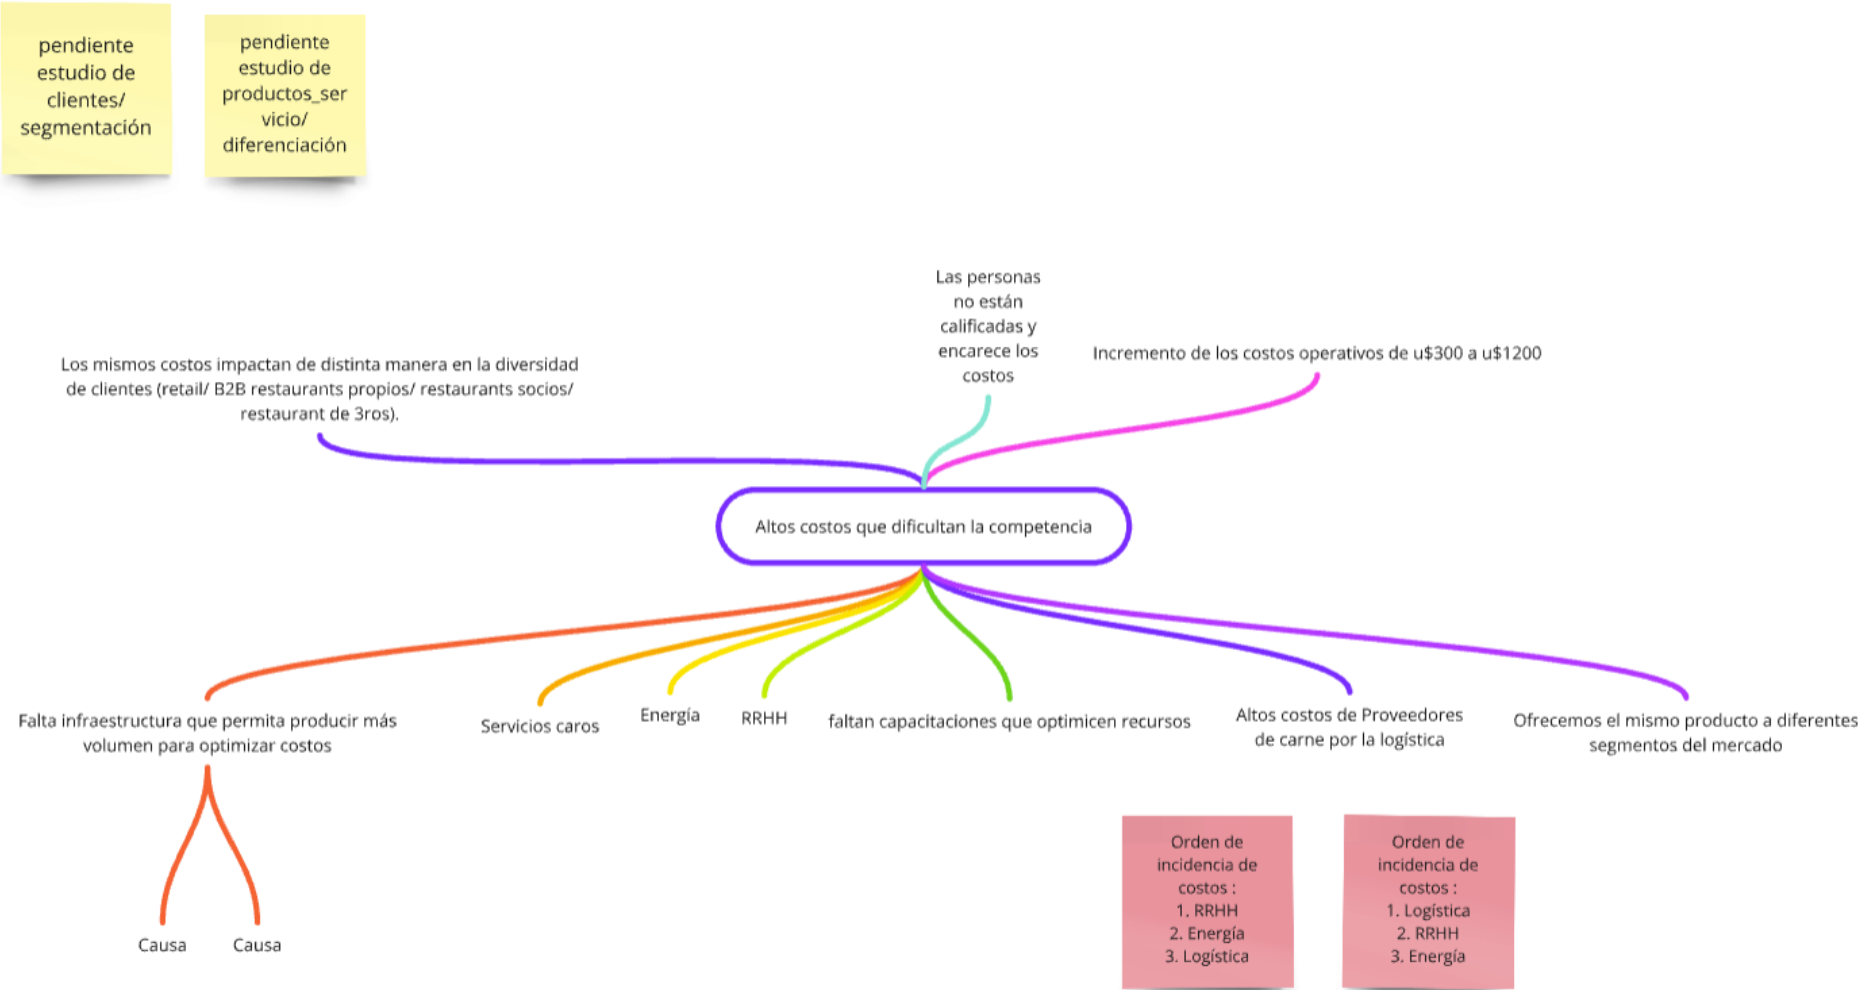 pendiente
estudio de
clientes/
segmentación
pendiente
estudio de
productos_ser
vicio/
diferenciación
Las personas
no están
calificadas y
encarece los
costos
Los mismos costos impactan de distinta manera en la diversidad
de clientes (retail/ B2B restaurants propios/ restaurants socios/
restaurant de 3ros).
Incremento de los costos operativos de u$300 a u$1200
Altos costos que dificultan la competencia
Falta infraestructura que permita producir más
volumen para optimizar costos
Servicios caros
Energía
RRHH
faltan capacitaciones que optimicen recursos
Altos costos de Proveedores
de carne por la logística
Ofrecemos el mismo producto a diferentes
segmentos del mercado
Causa
Causa
Orden de
incidencia de
costos :
1. RRHH
2. Energía
3. Logística
Orden de
incidencia de
costos :
1. Logística
2. RRHH
3. Energía